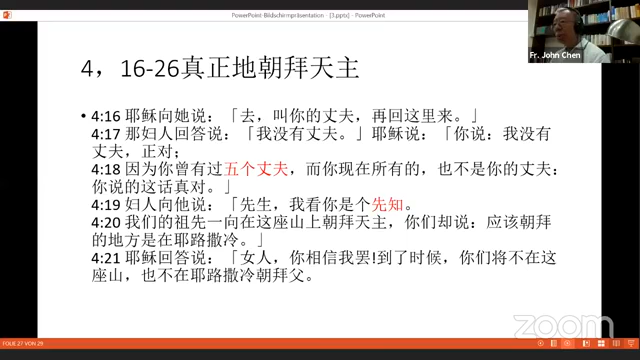 PowerPoint-Bildschirmpräsentation - [3.pptx] - PowerPoint
Fr. John Chen
4，16-26真正地朝拜天主
• 4:16 耶稣向她说：「去，叫你的丈夫，再回这里来。」
4:17 那妇人回答说：「我没有丈夫。」耶稣说：「你说：我没有
丈夫，正对；
4:18 因为你曾有过五个丈夫，而你现在所有的，也不是你的丈夫：
你说的这话真对。」
4:19 妇人向他说：「先生，我看你是个先知。
4:20 我们的祖先一向在这座山上朝拜天主，你们却说：应该朝拜
的地方是在耶路撒冷。」
4:21 耶稣回答说：「女人，你相信我罢!到了时候，你们将不在这
座山，也不在耶路撒冷朝拜父。
zoom
FOLIE 27 VON 29